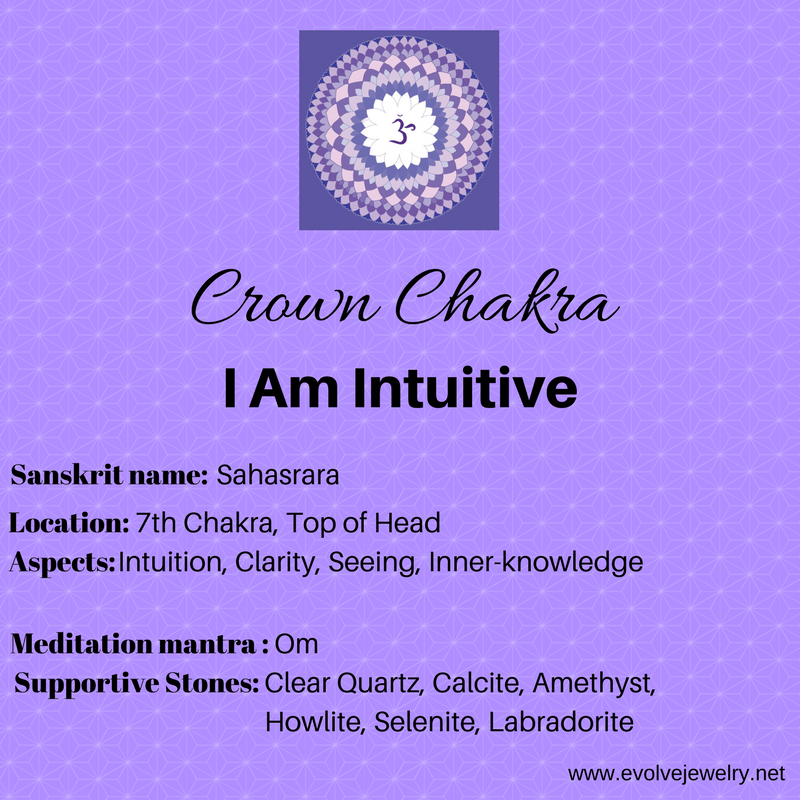 ॐ
Crown Chakra
I Am Intuitive
Sanskrit name: Sahasrara
Location: 7th Chakra, Top of Head
Aspects:Intuition, Clarity, Seeing, Inner-knowledge
Meditation mantra : Om
Supportive Stones: Clear Quartz, Calcite, Amethyst,
Howlite, Selenite, Labradorite
www.evolvejewelry.net